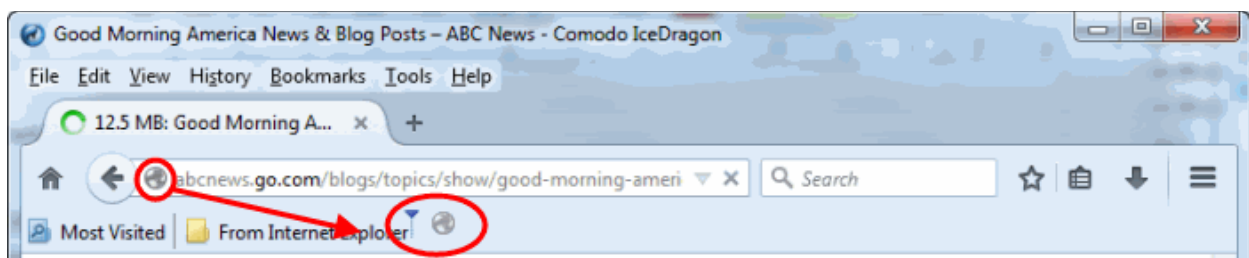 Good Morning America News & Blog Posts – ABC News - Comodo IceDragon
File Edit View History Bookmarks Tools Help
12.5 MB: Good Morning A...
abcnews.go.com/blogs/topics/show/good-morning-ameri Search
Most Visited From Internet Explorer